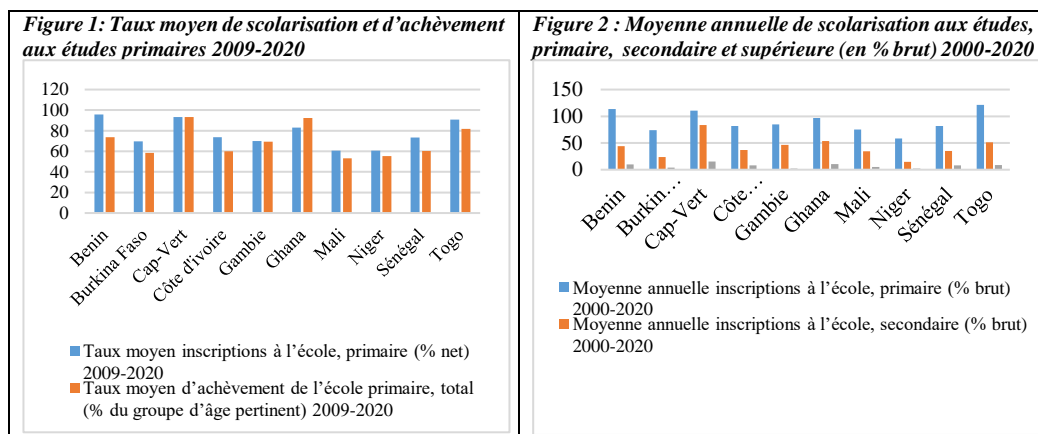 Figure 1: Taux moyen de scolarisation et d’achèvement
aux études primaires 2009-2020
120
100
80
60
40
20
0
Benin
Burkina Faso
Cap-Vert
Côte d'ivoire
Gambie
Ghana
Mali
Niger
Sénégal
Togo
Taux moyen inscriptions à l’école, primaire (% net)
2009-2020
Taux moyen d’achèvement de l’école primaire, total
(% du groupe d’âge pertinent) 2009-2020
Figure 2 : Moyenne annuelle de scolarisation aux études,
primaire, secondaire et supérieure (en % brut) 2000-2020
150
100
50
0
Benin
Burkin…
Cap-Vert
Côte…
Gambie
Ghana
Mali
Niger
Sénégal
Togo
Moyenne annuelle inscriptions à l’école, primaire (% brut)
2000-2020
Moyenne annuelle inscriptions à l’école, secondaire (% brut)
2000-2020